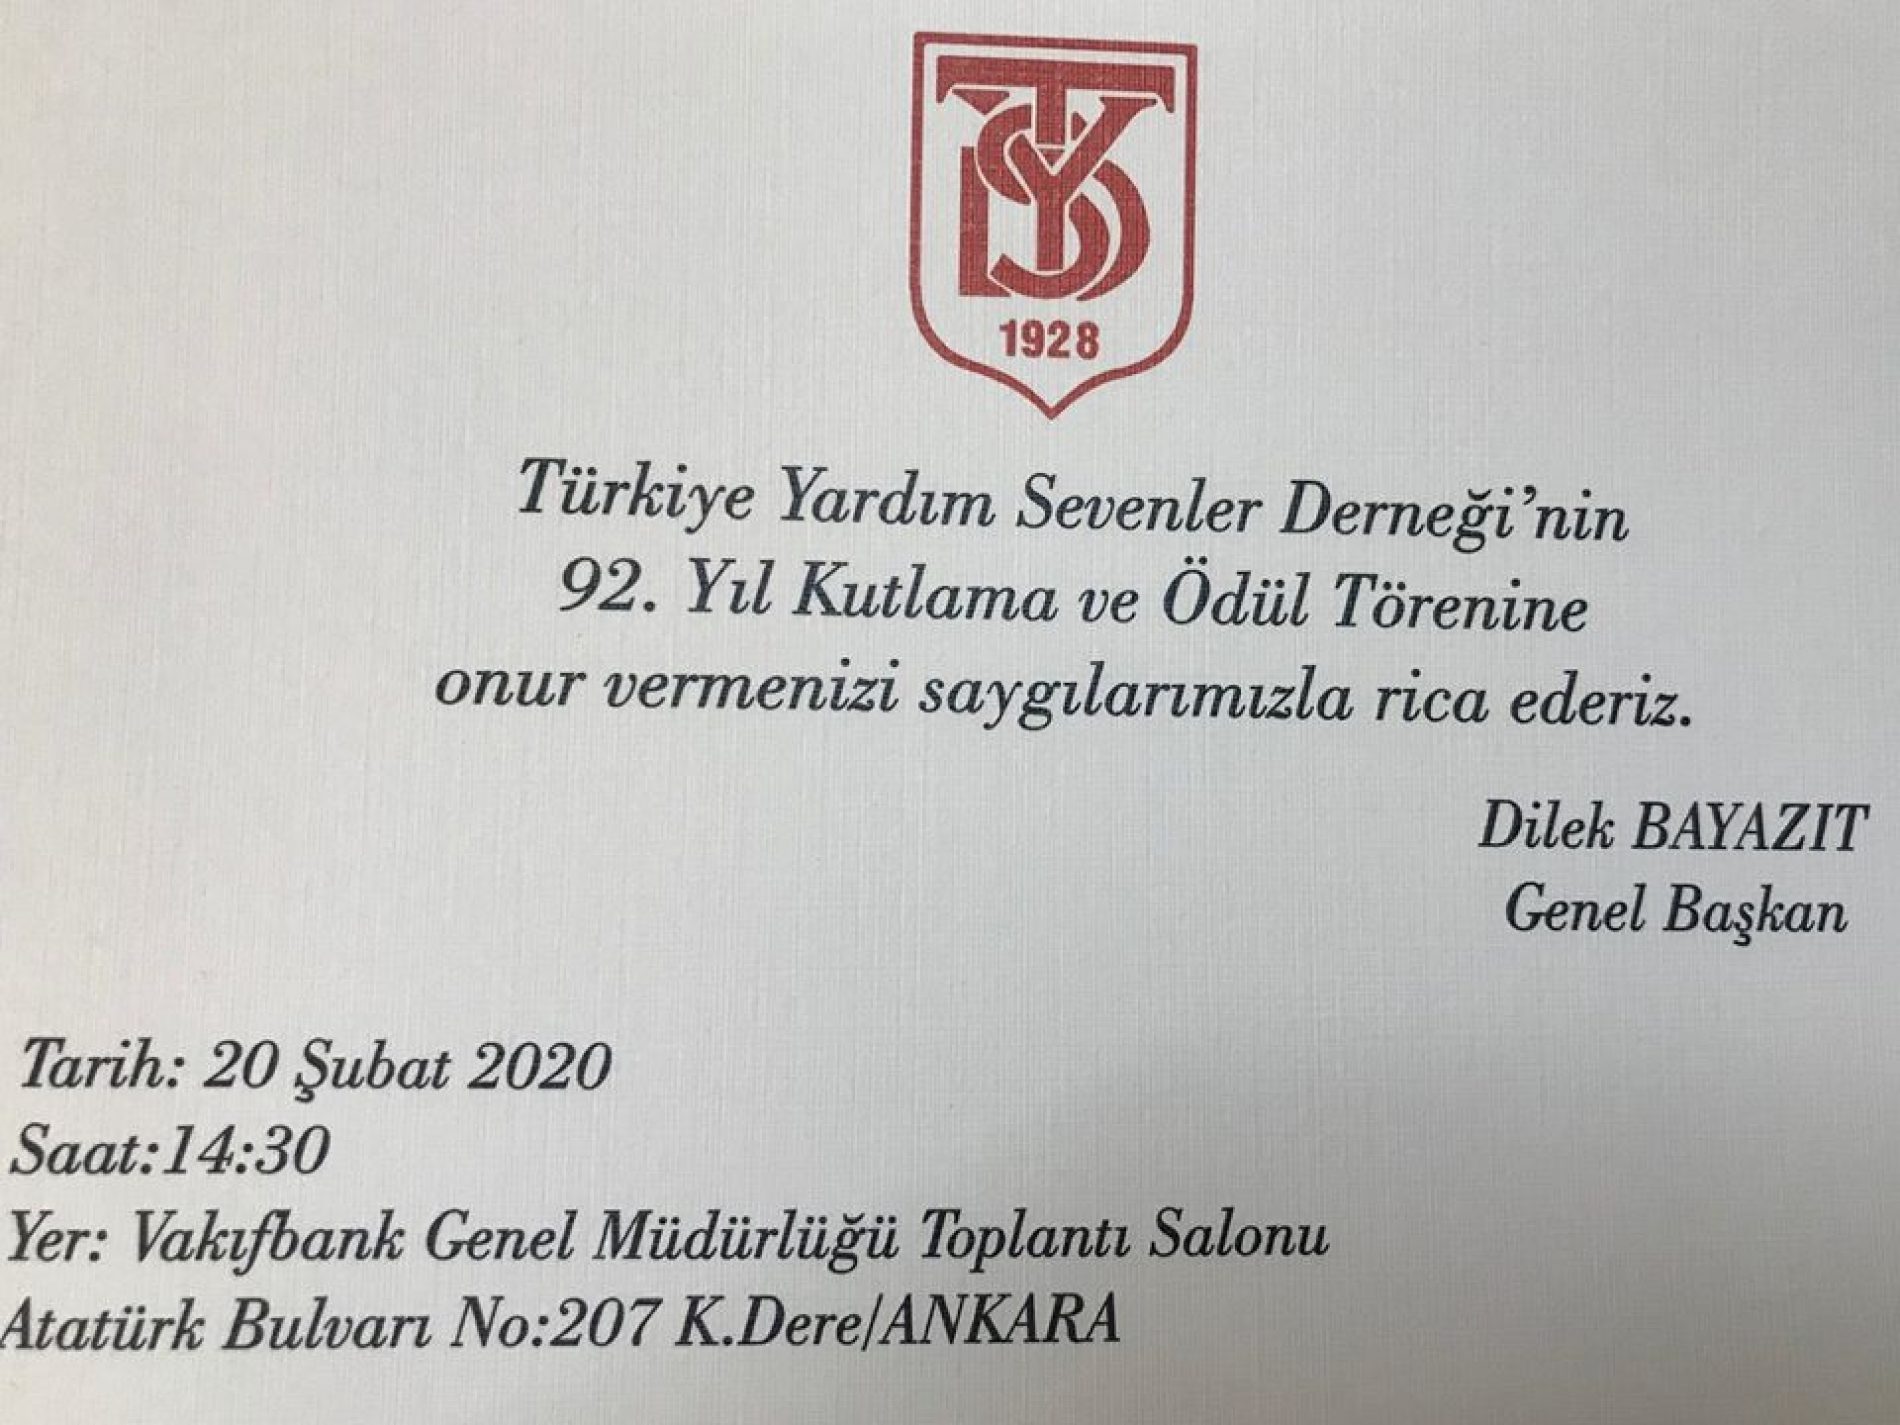 TYSD
1928
Türkiye Yardım Sevenler Derneği'nin
92. Yıl Kutlama ve Ödül Törenine
onur vermenizi saygılarımızla rica ederiz.
Dilek BAYAZIT
Genel Başkan
Tarih: 20 Şubat 2020
Saat:14:30
Yer: Vakıfbank Genel Müdürlüğü Toplantı Salonu
Atatürk Bulvarı No:207 K.Dere/ANKARA